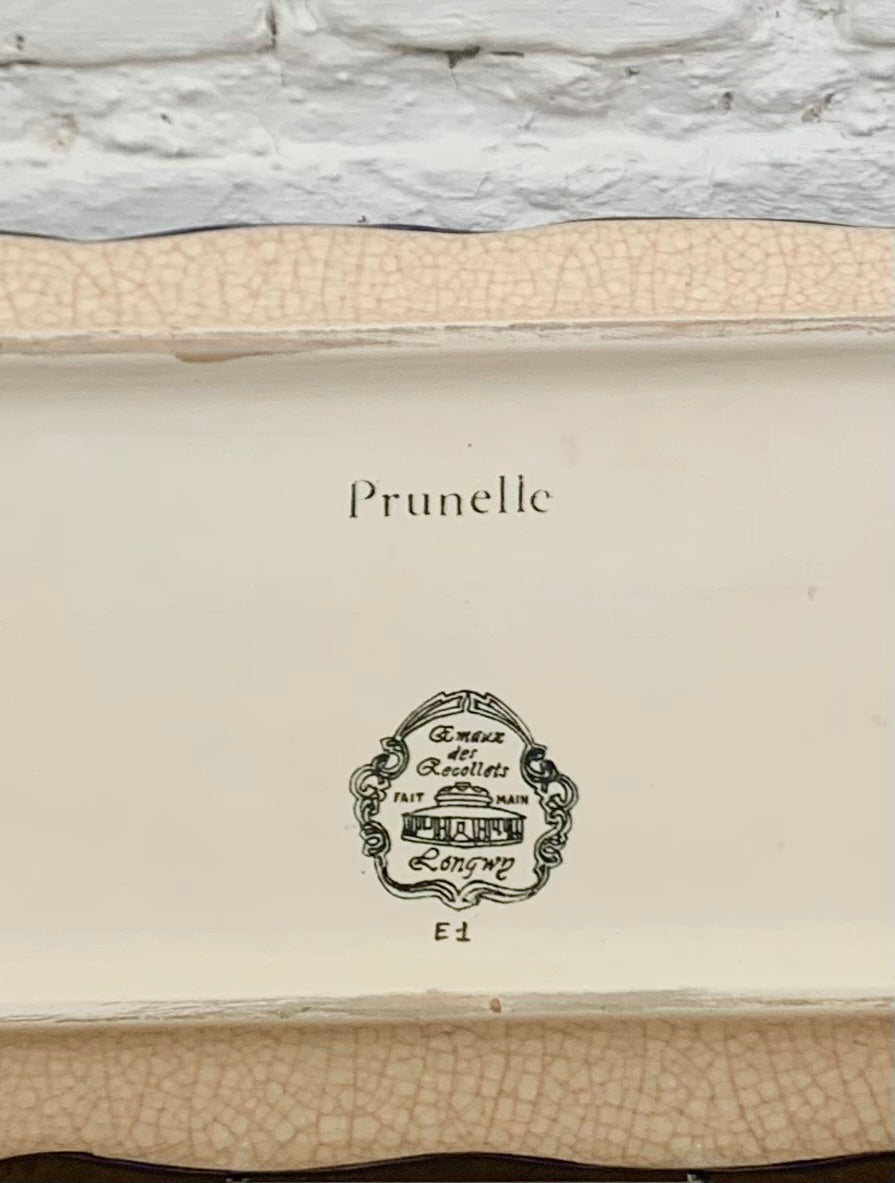 Prunelle
Emaux
des
Recollets
FAIT MAIN
Longwy
E1